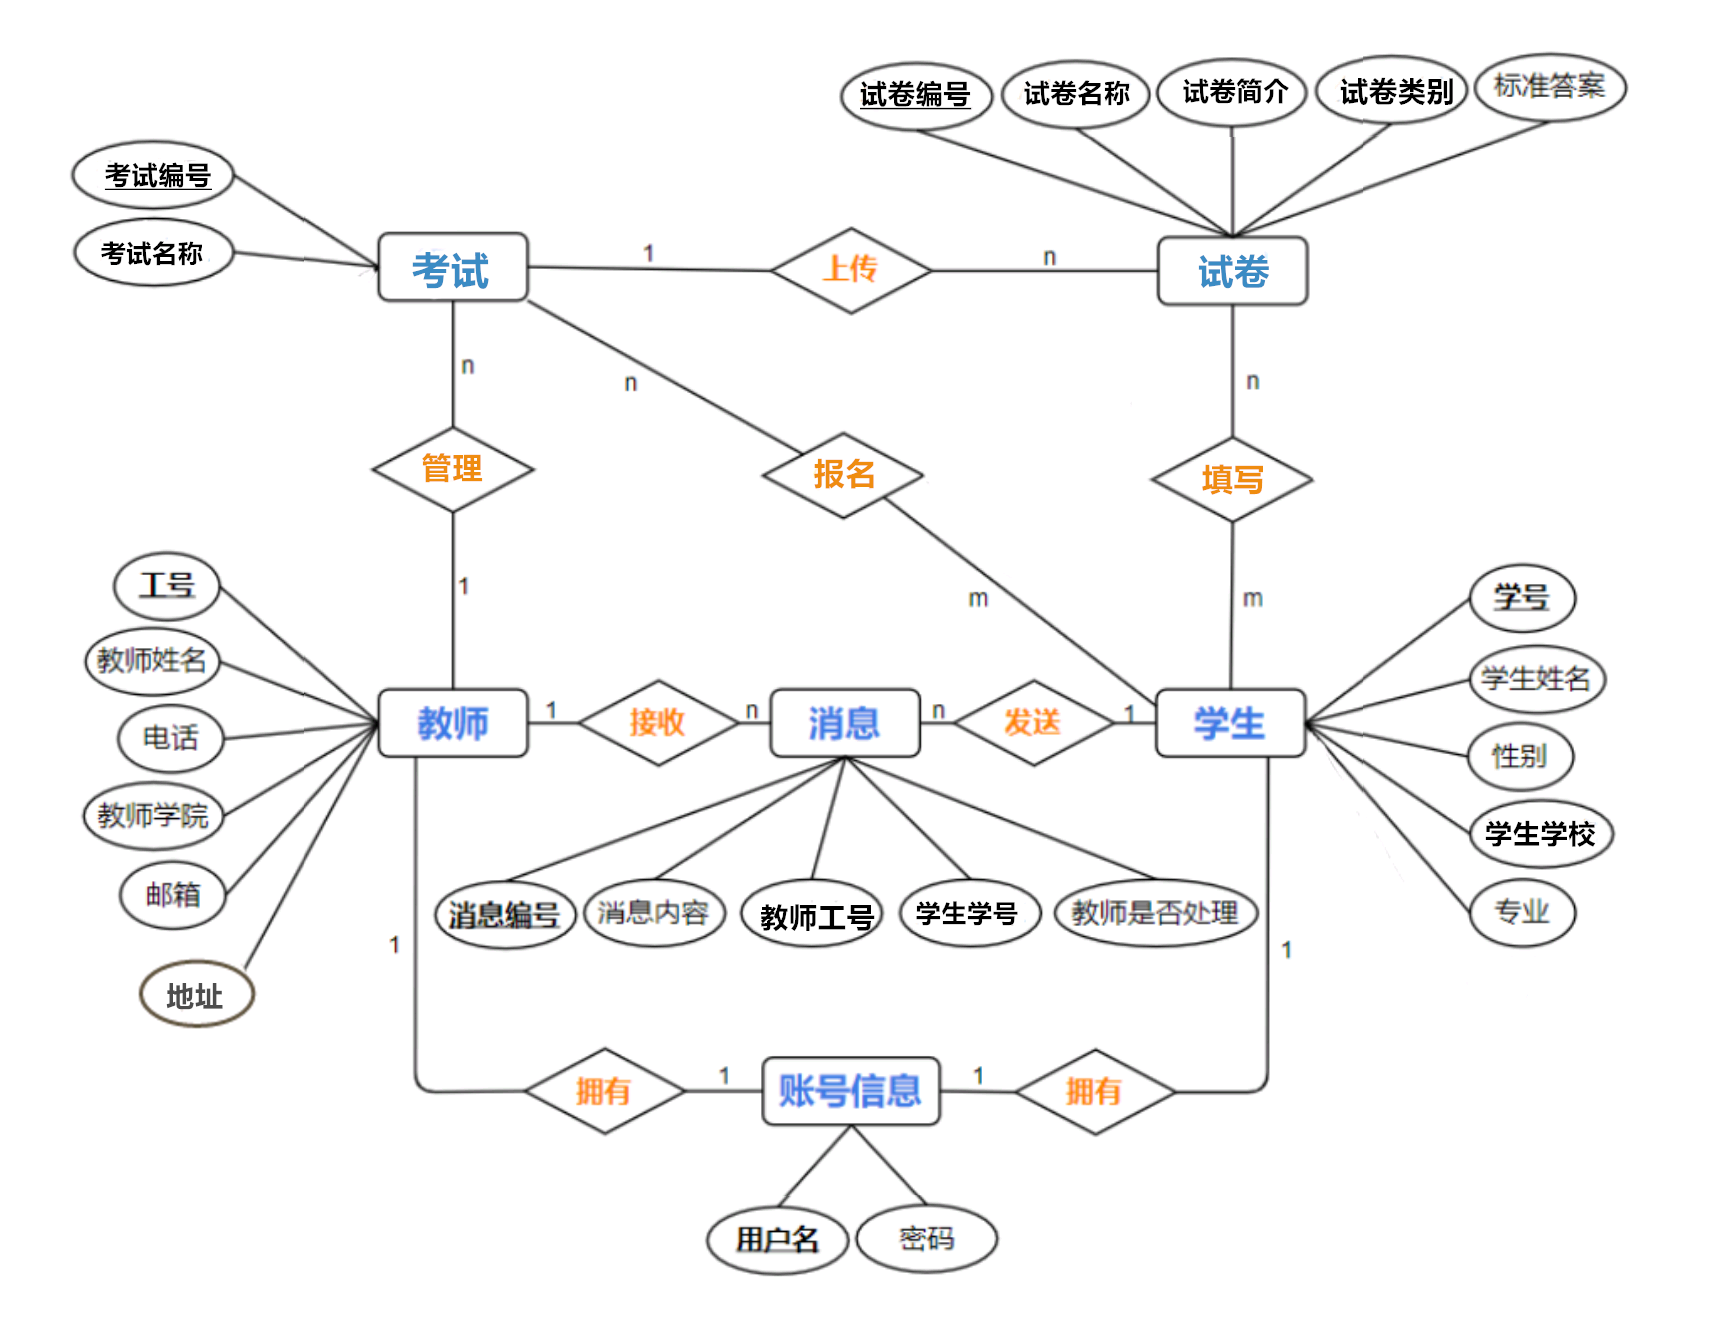 试卷编号
试卷名称
试卷简介
试卷类别
标准答案
考试编号
考试名称
考试
1
上传
n
试卷
n
n
n
管理
报名
填写
1
m
m
工号
教师姓名
电话
教师学院
邮箱
地址
学号
学生姓名
性别
学生学校
专业
教师
1
接收
n
消息
n
发送
1
学生
消息编号
消息内容
教师工号
学生学号
教师是否处理
1
1
拥有
1
账号信息
1
拥有
用户名
密码